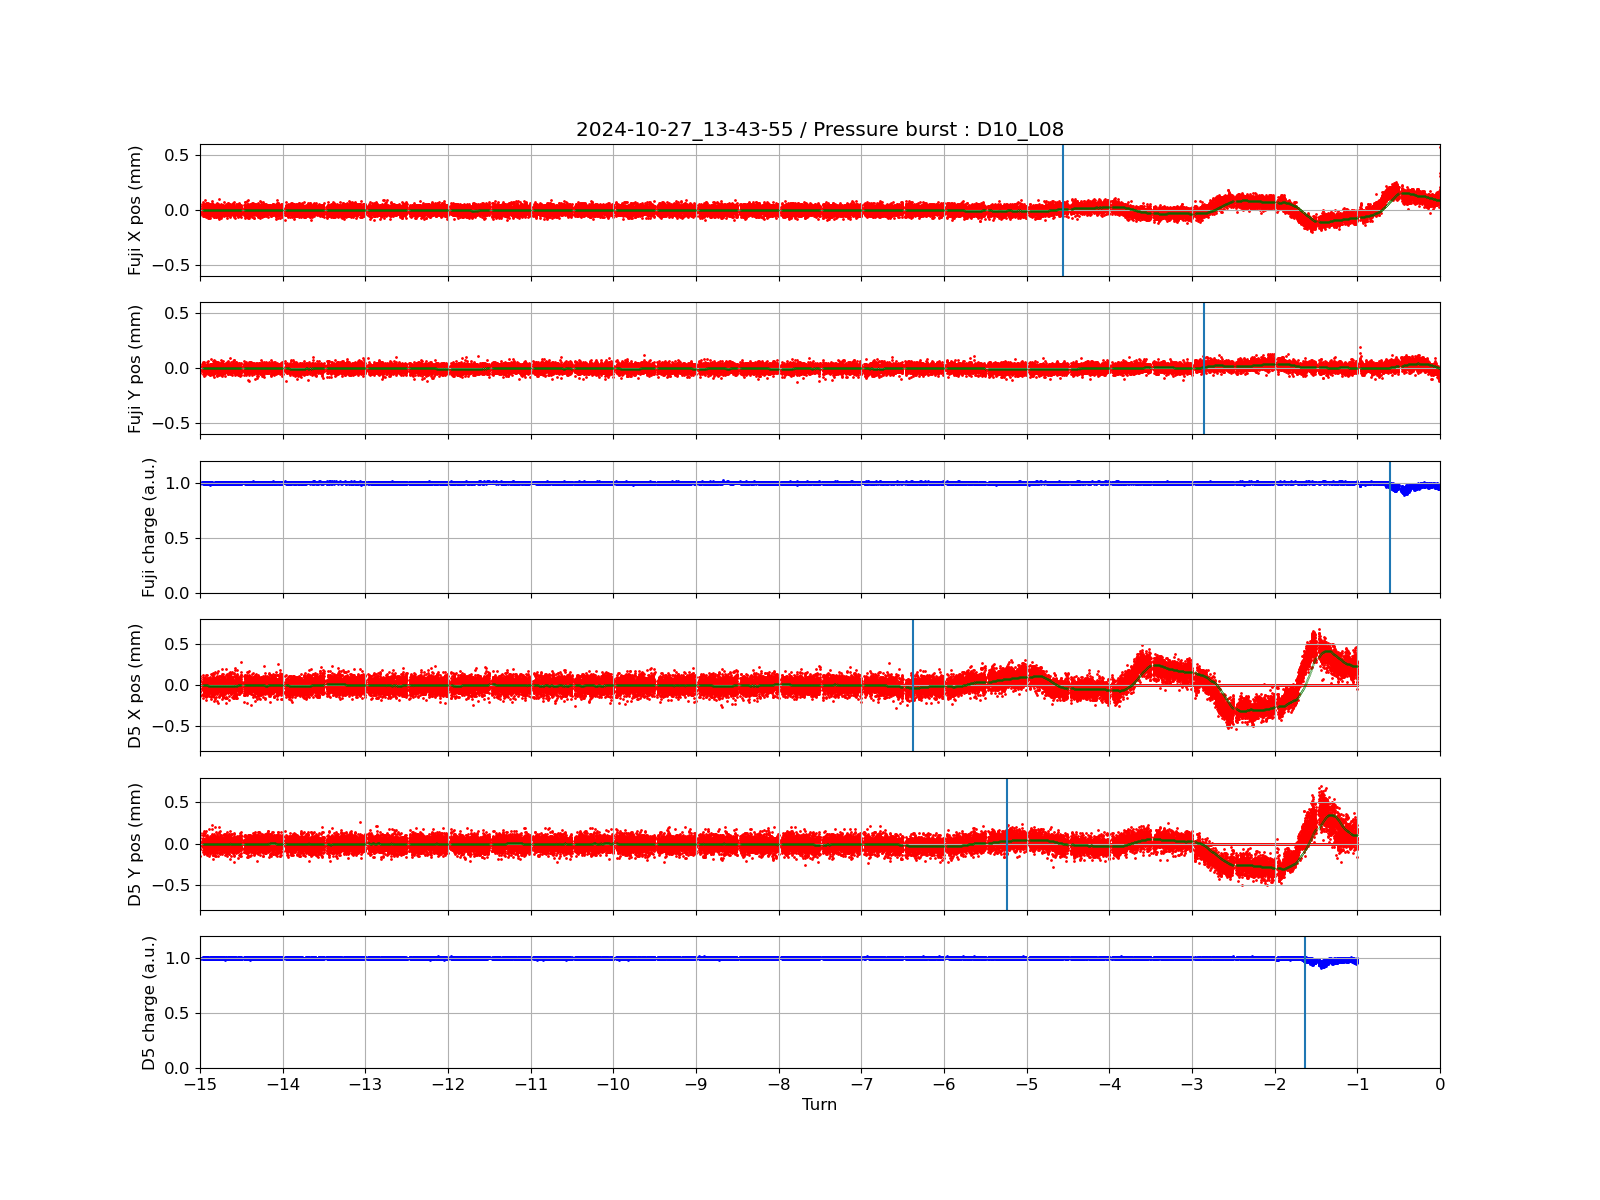 2024-10-27_13-43-55 / Pressure burst : D10_L08
Fuji X pos (mm)
0.5
0.0
−0.5
Fuji Y pos (mm)
0.5
0.0
−0.5
Fuji charge (a.u.)
1.0
0.5
0.0
D5 X pos (mm)
0.5
0.0
−0.5
D5 Y pos (mm)
0.5
0.0
−0.5
D5 charge (a.u.)
1.0
0.5
0.0
−15 −14 −13 −12 −11 −10 −9 −8 −7 −6 −5 −4 −3 −2 −1 0
Turn